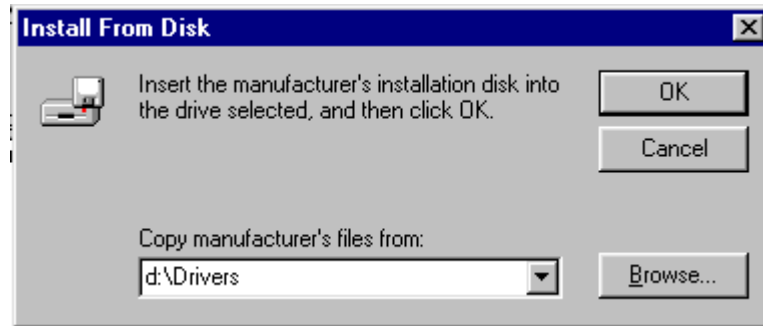 Install From Disk
Insert the manufacturer's installation disk into
the drive selected, and then click OK.
OK
Cancel
Copy manufacturer's files from:
d:\Drivers
Browse...